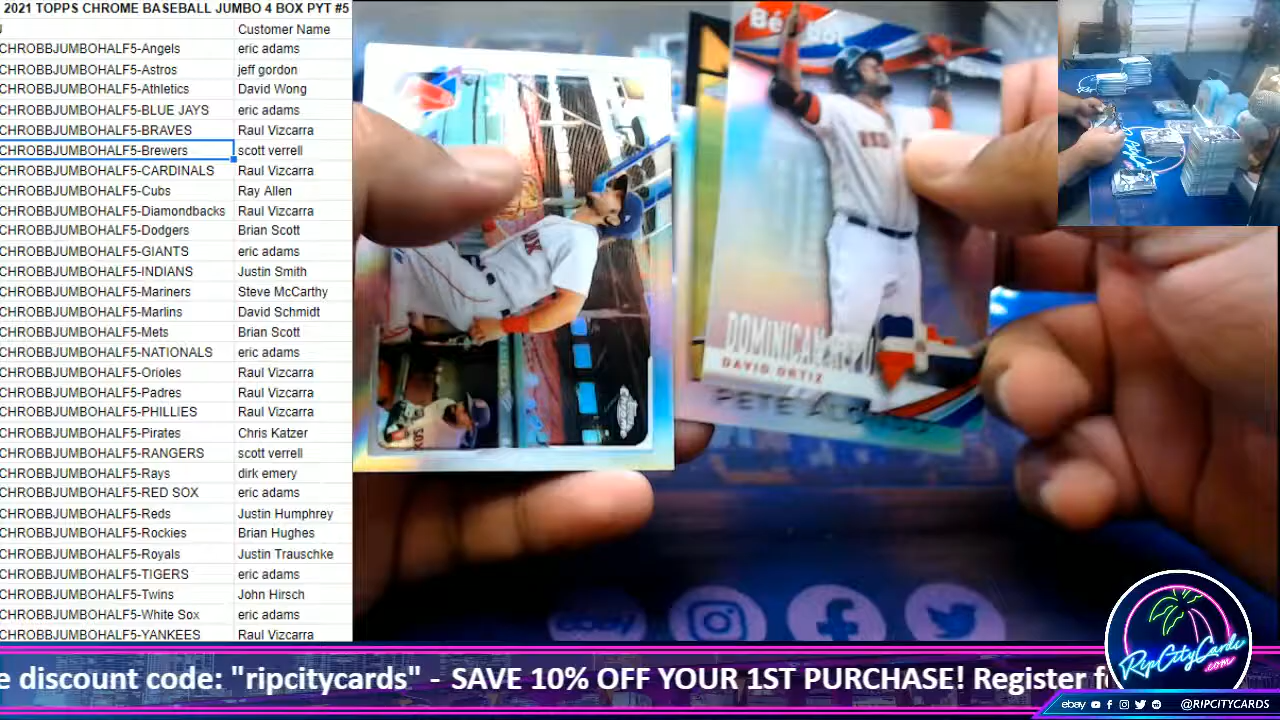 2021 TOPPS CHROME BASEBALL JUMBO 4 BOX PYT #5
Customer Name
CHROBBJUMBOHALF5-Angels eric adams
CHROBBJUMBOHALF5-Astros jeff gordon
CHROBBJUMBOHALF5-Athletics David Wong
CHROBBJUMBOHALF5-BLUE JAYS eric adams
CHROBBJUMBOHALF5-BRAVES Raul Vizcarra
CHROBBJUMBOHALF5-Brewers scott verrell
CHROBBJUMBOHALF5-CARDINALS Raul Vizcarra
CHROBBJUMBOHALF5-Cubs Ray Allen
CHROBBJUMBOHALF5-Diamondbacks Raul Vizcarra
CHROBBJUMBOHALF5-Dodgers Brian Scott
CHROBBJUMBOHALF5-GIANTS eric adams
CHROBBJUMBOHALF5-INDIANS Justin Smith
CHROBBJUMBOHALF5-Mariners Steve McCarthy
CHROBBJUMBOHALF5-Marlins David Schmidt
CHROBBJUMBOHALF5-Mets Brian Scott
CHROBBJUMBOHALF5-NATIONALS eric adams
CHROBBJUMBOHALF5-Orioles Raul Vizcarra
CHROBBJUMBOHALF5-Padres Raul Vizcarra
CHROBBJUMBOHALF5-PHILLIES Raul Vizcarra
CHROBBJUMBOHALF5-Pirates Chris Katzer
CHROBBJUMBOHALF5-RANGERS scott verrell
CHROBBJUMBOHALF5-Rays dirk emery
CHROBBJUMBOHALF5-RED SOX eric adams
CHROBBJUMBOHALF5-Reds Justin Humphrey
CHROBBJUMBOHALF5-Rockies Brian Hughes
CHROBBJUMBOHALF5-Royals Justin Trauschke
CHROBBJUMBOHALF5-TIGERS eric adams
CHROBBJUMBOHALF5-Twins John Hirsch
CHROBBJUMBOHALF5-White Sox eric adams
CHROBBJUMBOHALF5-YANKEES Raul Vizcarra
DAVID ORTIZ
PETE
ebay
e discount code: "ripcitycards" - SAVE 10% OFF YOUR 1ST PURCHASE! Register f
RipCityCards
.com
ebay @RIPCITYCARDS